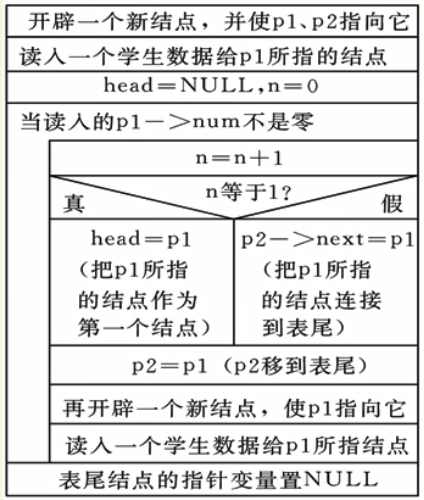 开辟一个新结点，并使p1、p2指向它
读入一个学生数据给p1所指的结点
head=NULL,n=0
当读入的p1->num不是零
n=n+1
n等于1?
真
假
head=p1
（把p1所指
的结点作为
第一个结点）
p2->next=p1
（把p1所指
的结点连接
到表尾）
p2=p1（p2移到表尾）
再开辟一个新结点，使p1指向它
读入一个学生数据给p1所指结点
表尾结点的指针变量置NULL